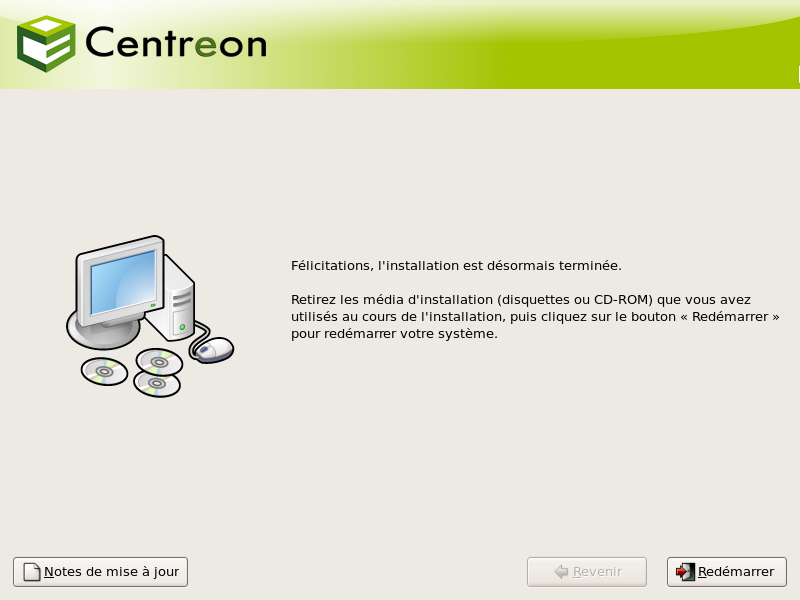 Centreon
Félicitations, l'installation est désormais terminée.
Retirez les média d'installation (disquettes ou CD-ROM) que vous avez
utilisés au cours de l'installation, puis cliquez sur le bouton « Redémarrer »
pour redémarrer votre système.
Notes de mise à jour
Revenir
Redémarrer